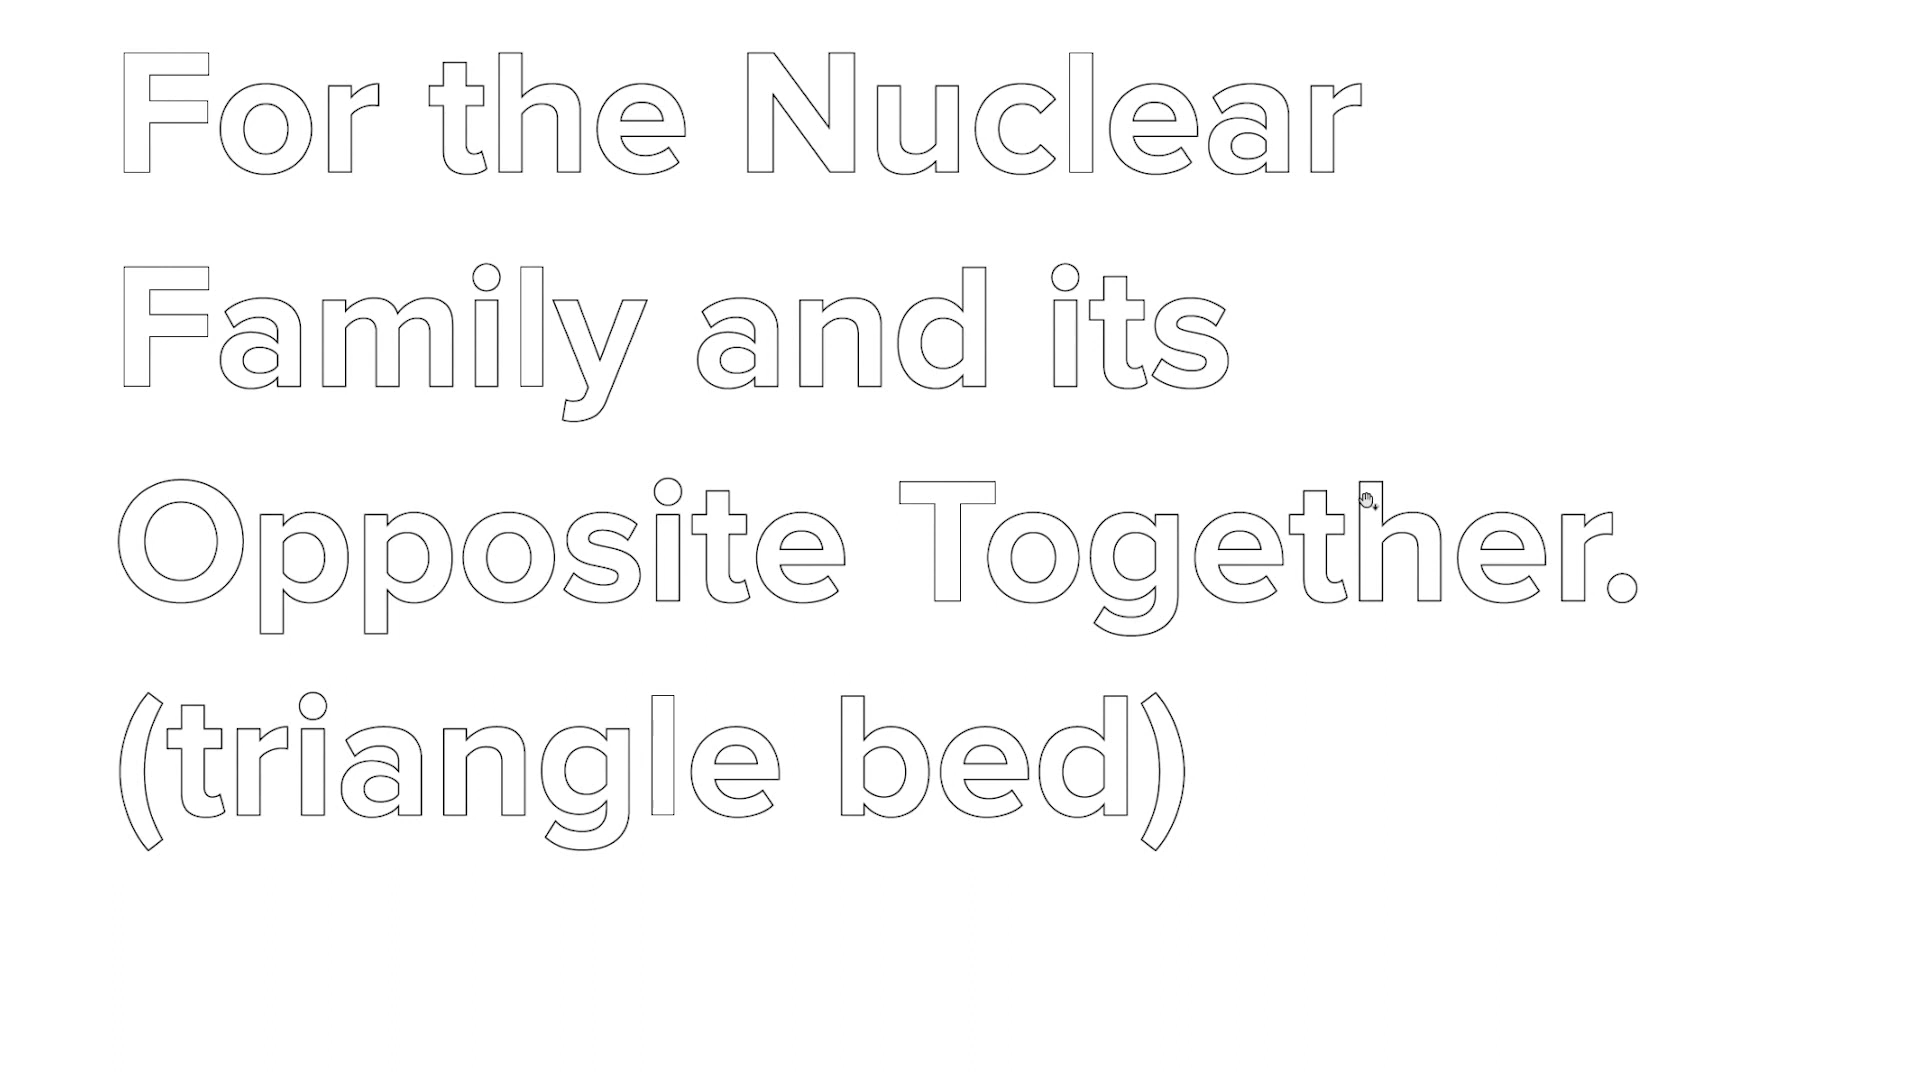 For the Nuclear
Family and its
Opposite Together.
(triangle bed)